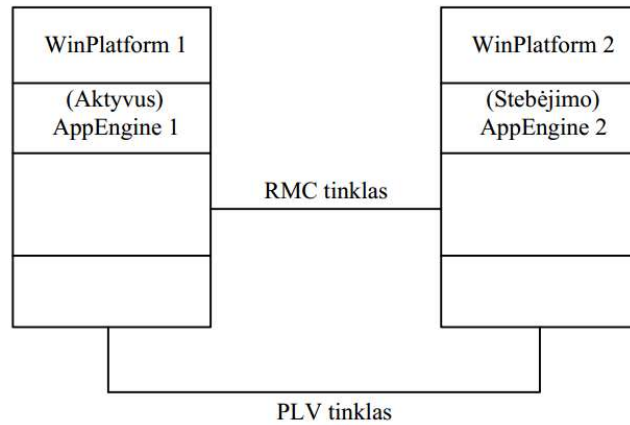 WinPlatform 1
WinPlatform 2
(Aktyvus)
AppEngine 1
(Stebėjimo)
AppEngine 2
RMC tinklas
PLV tinklas